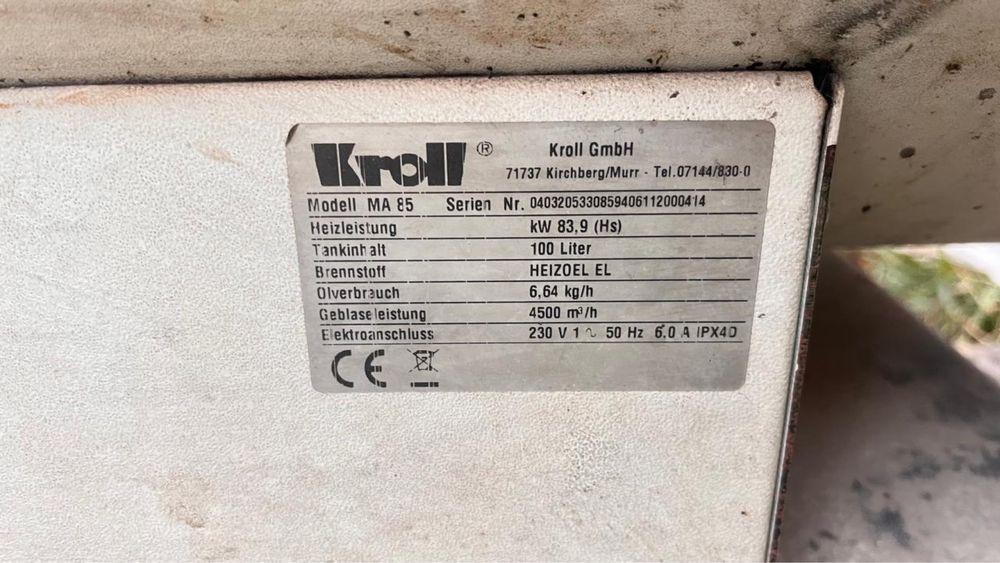 Kroll ® Kroll GmbH
71737 Kirchberg/Murr - Tel.07144/830-0
Modell MA 85 Serien Nr. 0403205330859406112000414
Heizleistung kW 83,9 (Hs)
Tankinhalt 100 Liter
Brennstoff HEIZOEL EL
Olverbrauch 6,64 kg/h
Geblaseleistung 4500 m³/h
Elektroanschluss 230 V 1 ~ 50 Hz 6.0 A IPX4D
CE